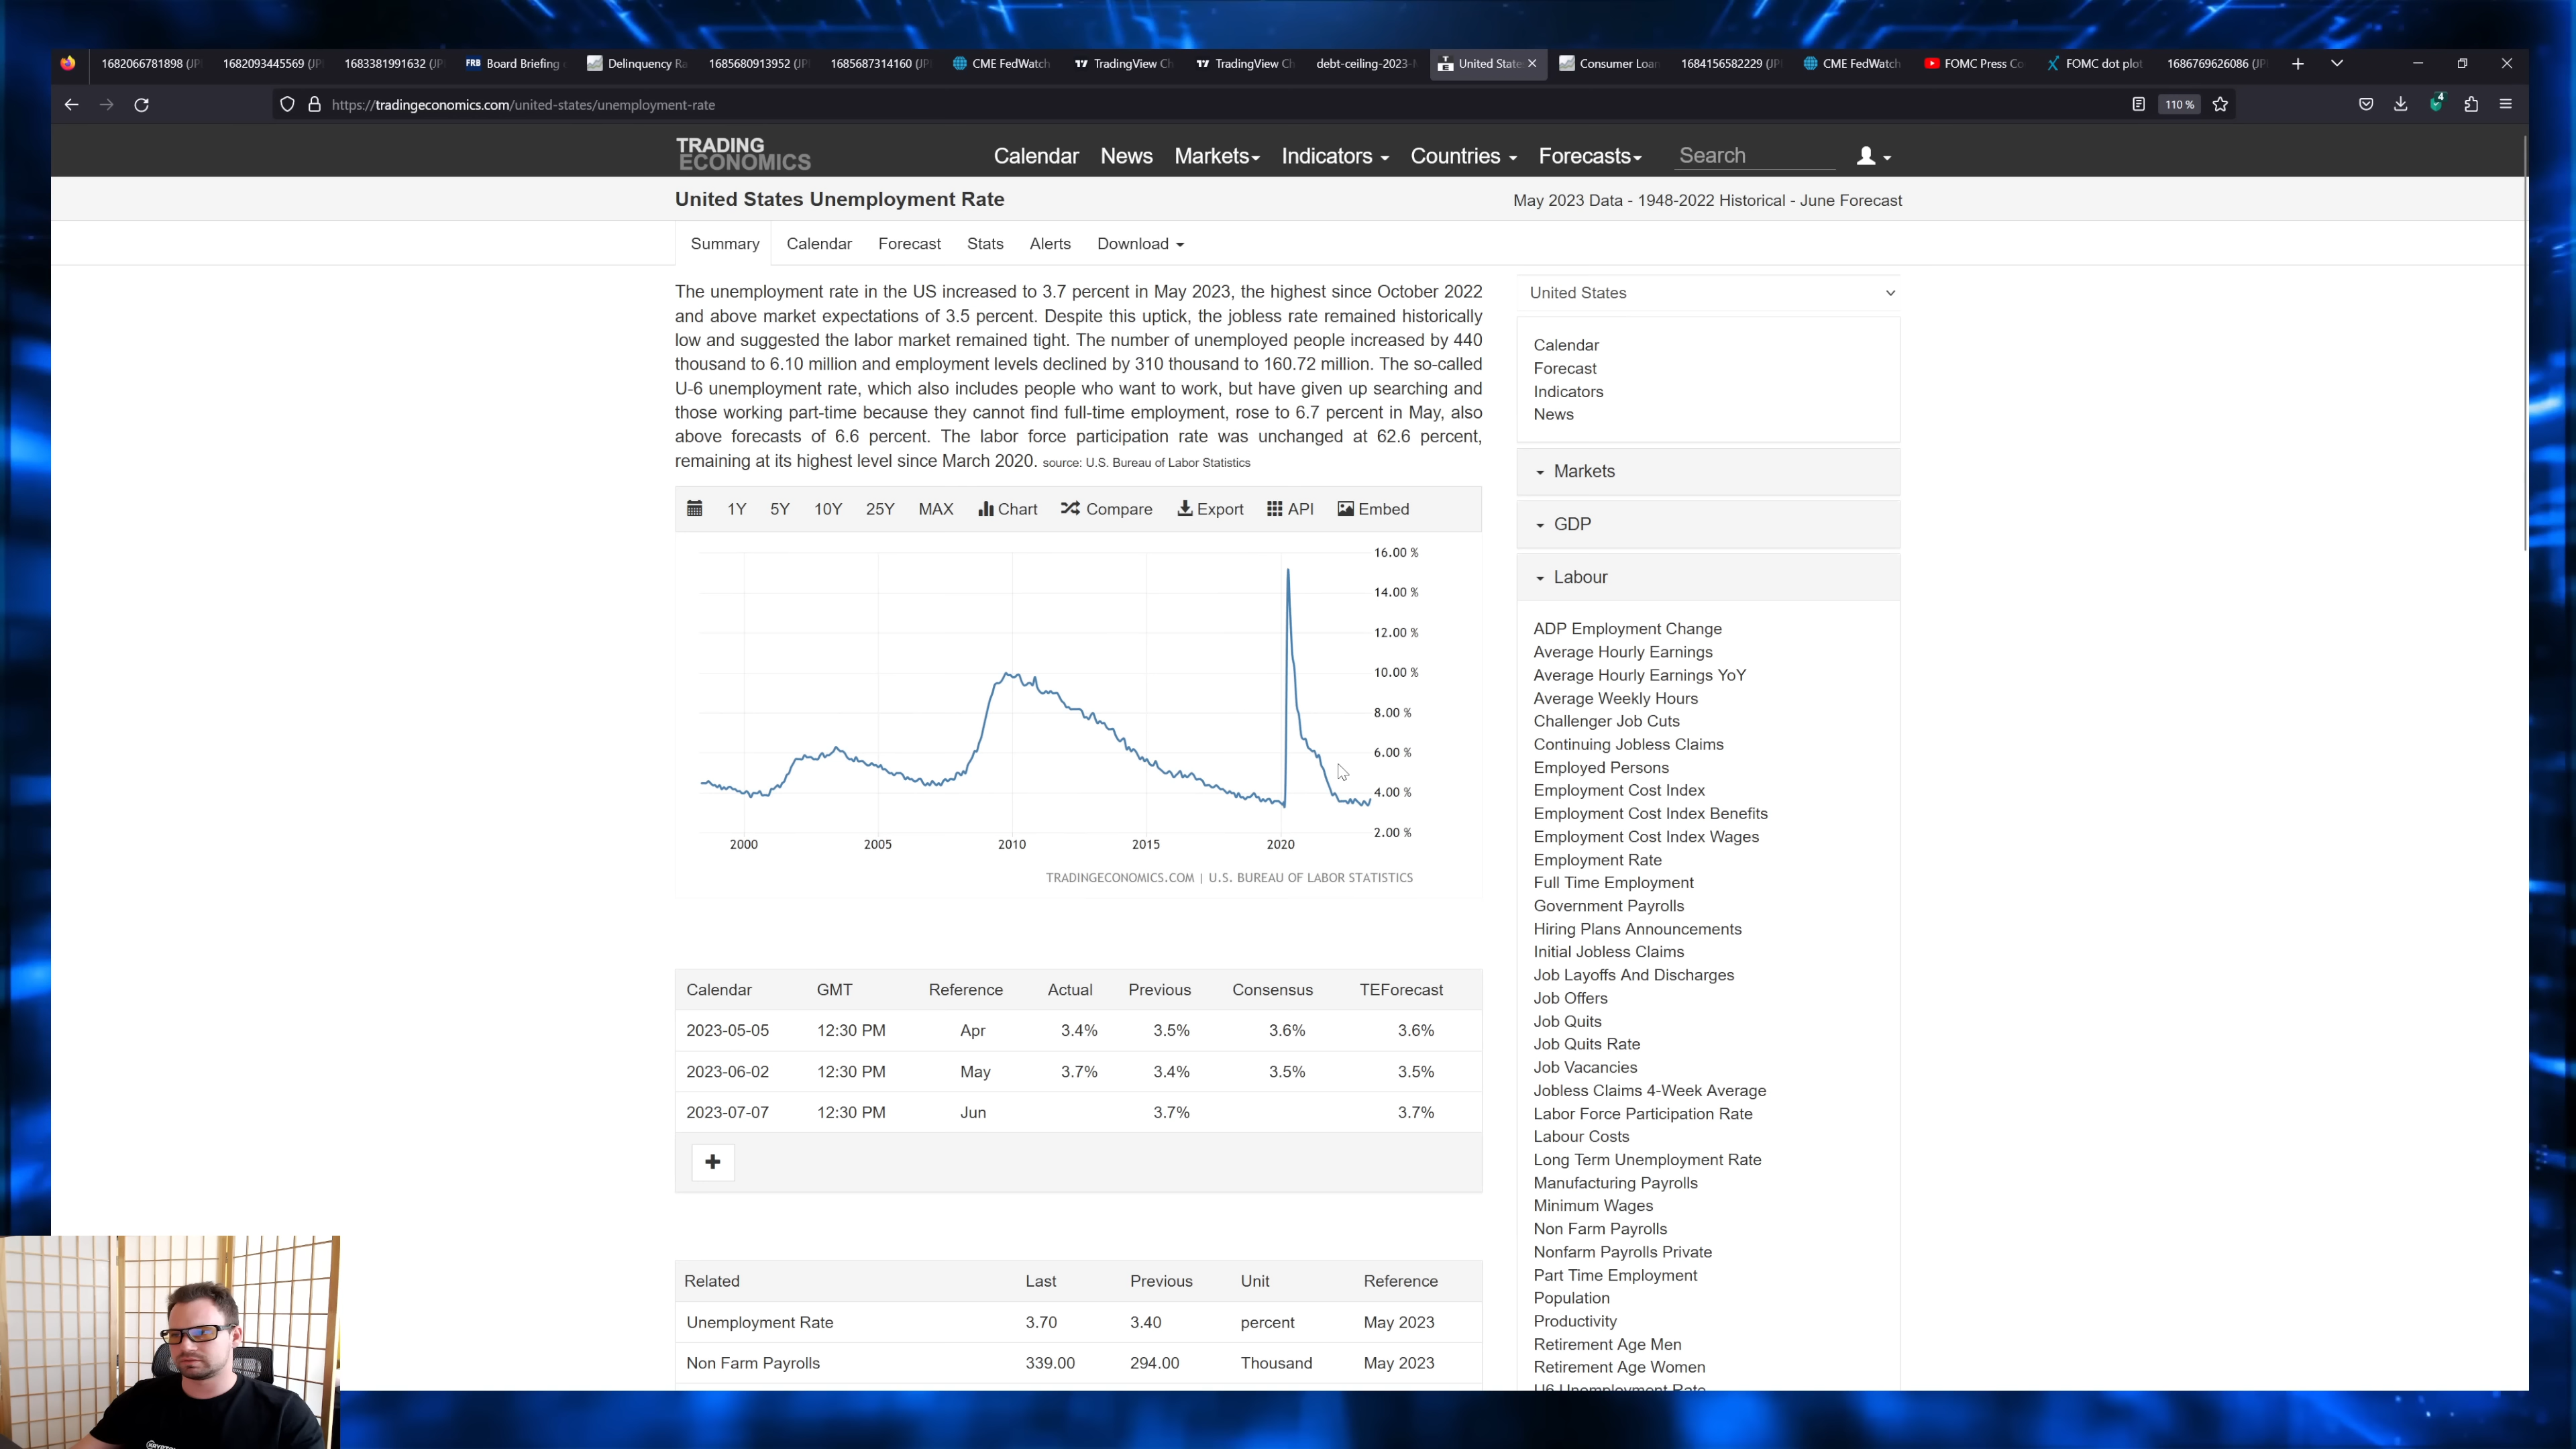 1682066781898 (JP
1682093445569 (JP
1683381991632 (JP
FRB Board Briefing
Delinquency Ra
1685680913952 (JP
1685687314160 (JP
CME FedWatch
TradingView Ch
TradingView Ch
debt-ceiling-2023-
United State
Consumer Loan
1684156582229 (JP
CME FedWatch
FOMC Press Co
FOMC dot plot
1686769626086 (JP
https://tradingeconomics.com/united-states/unemployment-rate
110 %
4
TRADING
ECONOMICS
Calendar News Markets Indicators Countries Forecasts Search
United States Unemployment Rate
May 2023 Data - 1948-2022 Historical - June Forecast
Summary Calendar Forecast Stats Alerts Download
The unemployment rate in the US increased to 3.7 percent in May 2023, the highest since October 2022
and above market expectations of 3.5 percent. Despite this uptick, the jobless rate remained historically
low and suggested the labor market remained tight. The number of unemployed people increased by 440
thousand to 6.10 million and employment levels declined by 310 thousand to 160.72 million. The so-called
U-6 unemployment rate, which also includes people who want to work, but have given up searching and
those working part-time because they cannot find full-time employment, rose to 6.7 percent in May, also
above forecasts of 6.6 percent. The labor force participation rate was unchanged at 62.6 percent,
remaining at its highest level since March 2020. source: U.S. Bureau of Labor Statistics
1Y 5Y 10Y 25Y MAX Chart Compare Export API Embed
16.00 %
14.00 %
12.00 %
10.00 %
8.00 %
6.00 %
4.00 %
2.00 %
2000 2005 2010 2015 2020
TRADINGECONOMICS.COM | U.S. BUREAU OF LABOR STATISTICS
Calendar GMT Reference Actual Previous Consensus TEForecast
2023-05-05 12:30 PM Apr 3.4% 3.5% 3.6% 3.6%
2023-06-02 12:30 PM May 3.7% 3.4% 3.5% 3.5%
2023-07-07 12:30 PM Jun 3.7% 3.7%
Related Last Previous Unit Reference
Unemployment Rate 3.70 3.40 percent May 2023
Non Farm Payrolls 339.00 294.00 Thousand May 2023
United States
Calendar
Forecast
Indicators
News
Markets
GDP
Labour
ADP Employment Change
Average Hourly Earnings
Average Hourly Earnings YoY
Average Weekly Hours
Challenger Job Cuts
Continuing Jobless Claims
Employed Persons
Employment Cost Index
Employment Cost Index Benefits
Employment Cost Index Wages
Employment Rate
Full Time Employment
Government Payrolls
Hiring Plans Announcements
Initial Jobless Claims
Job Layoffs And Discharges
Job Offers
Job Quits
Job Quits Rate
Job Vacancies
Jobless Claims 4-Week Average
Labor Force Participation Rate
Labour Costs
Long Term Unemployment Rate
Manufacturing Payrolls
Minimum Wages
Non Farm Payrolls
Nonfarm Payrolls Private
Part Time Employment
Population
Productivity
Retirement Age Men
Retirement Age Women
U6 Unemployment Rate